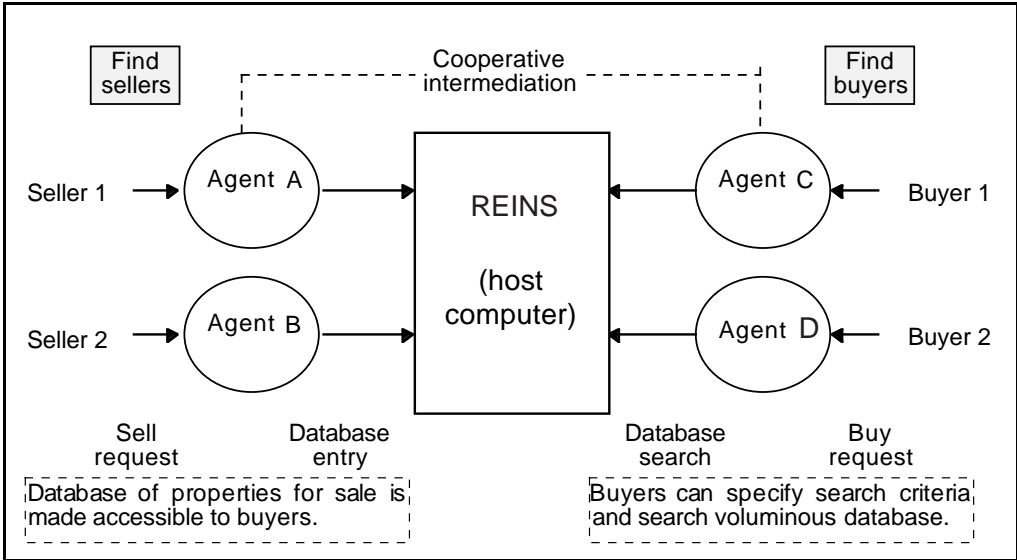 Find
sellers
Cooperative
intermediation
Find
buyers
Seller 1
Agent A
REINS
Agent C
Buyer 1
(host
computer)
Seller 2
Agent B
Agent D
Buyer 2
Sell
request
Database
entry
Database
search
Buy
request
Database of properties for sale is
made accessible to buyers.
Buyers can specify search criteria
and search voluminous database.